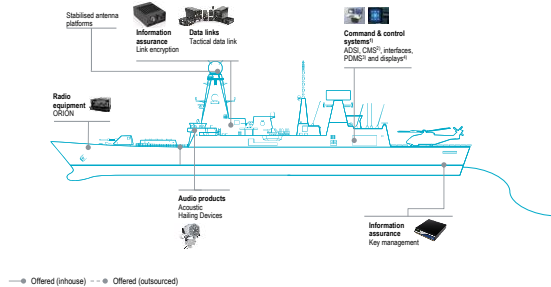 Stabilised antenna
platforms
Information
assurance
Link encryption
Data links
Tactical data link
Command & control
systems¹⁾
ADSI, CMS²⁾, interfaces,
PDMS³⁾ and displays⁴⁾
Radio
equipment
ORION
Audio products
Acoustic
Hailing Devices
Information
assurance
Key management
Offered (inhouse)
Offered (outsourced)